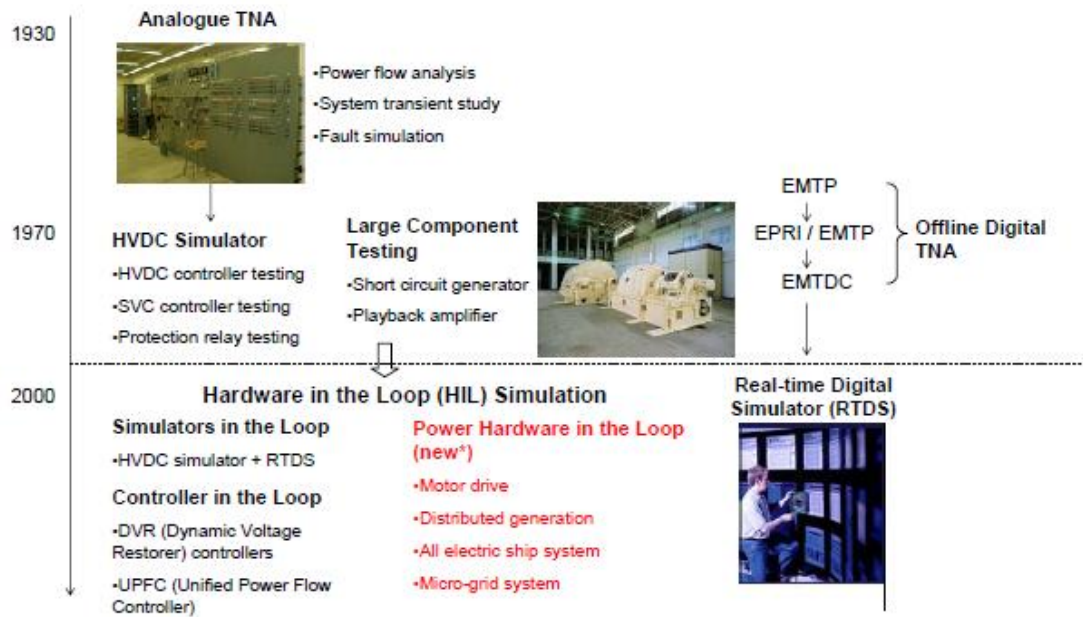 1930
Analogue TNA
•Power flow analysis
•System transient study
•Fault simulation
1970
HVDC Simulator
•HVDC controller testing
•SVC controller testing
•Protection relay testing
Large Component
Testing
•Short circuit generator
•Playback amplifier
EMTP
EPRI / EMTP
EMTDC
Offline Digital
TNA
2000
Hardware in the Loop (HIL) Simulation
Simulators in the Loop
•HVDC simulator + RTDS
Controller in the Loop
•DVR (Dynamic Voltage
Restorer) controllers
•UPFC (Unified Power Flow
Controller)
Power Hardware in the Loop
(new*)
•Motor drive
•Distributed generation
•All electric ship system
•Micro-grid system
Real-time Digital
Simulator (RTDS)